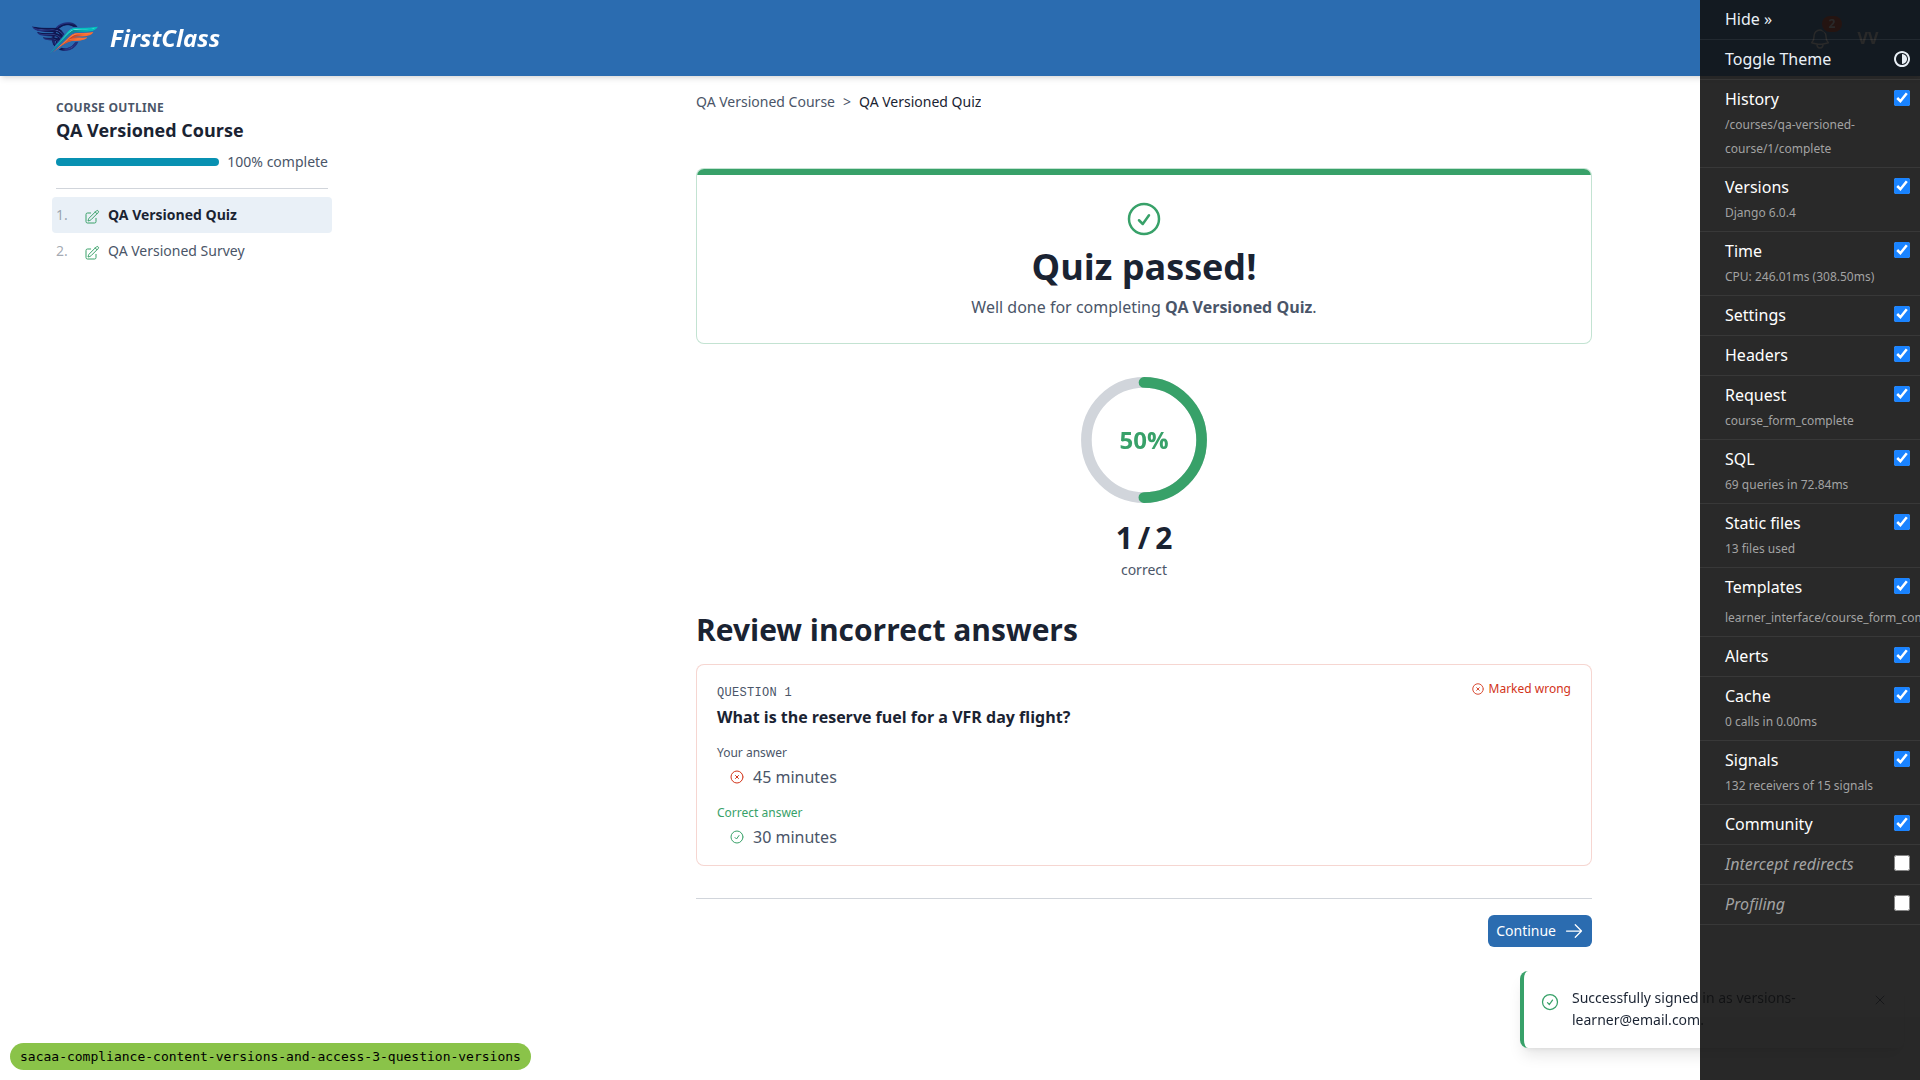 FirstClass
COURSE OUTLINE
QA Versioned Course
100% complete
1. QA Versioned Quiz
2. QA Versioned Survey
QA Versioned Course > QA Versioned Quiz
Quiz passed!
Well done for completing QA Versioned Quiz.
50%
1 / 2
correct
Review incorrect answers
QUESTION 1
Marked wrong
What is the reserve fuel for a VFR day flight?
Your answer
45 minutes
Correct answer
30 minutes
Continue
Successfully signed in as versions-
learner@email.com
sacaa-compliance-content-versions-and-access-3-question-versions
Hide »
2
VV
Toggle Theme
History
/courses/qa-versioned-
course/1/complete
Versions
Django 6.0.4
Time
CPU: 246.01ms (308.50ms)
Settings
Headers
Request
course_form_complete
SQL
69 queries in 72.84ms
Static files
13 files used
Templates
learner_interface/course_form_con
Alerts
Cache
0 calls in 0.00ms
Signals
132 receivers of 15 signals
Community
Intercept redirects
Profiling